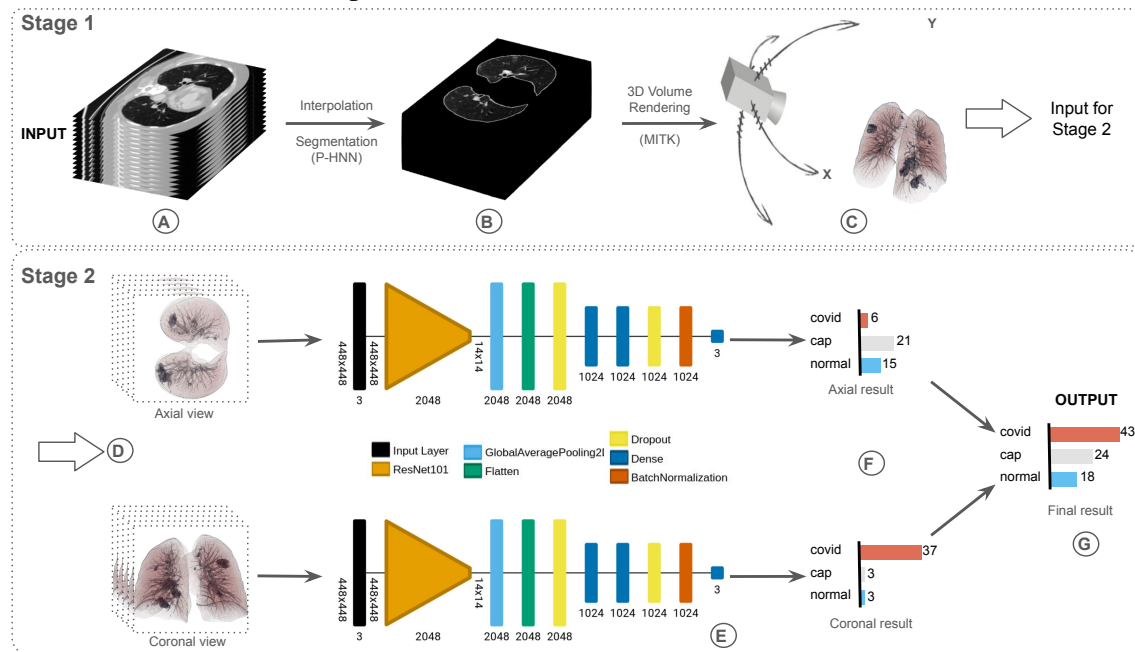 Stage 1
INPUT
A
Interpolation
Segmentation
(P-HNN)
B
3D Volume
Rendering
(MITK)
Y
X
C
Input for
Stage 2
Stage 2
Axial view
448x448
3
448x448
2048
14x14
2048 2048 2048
1024 1024 1024 1024
3
covid 6
cap 21
normal 15
Axial result
D
Input Layer
ResNet101
GlobalAveragePooling2I
Flatten
Dropout
Dense
BatchNormalization
F
OUTPUT
covid 43
cap 24
normal 18
Final result
G
Coronal view
448x448
3
448x448
2048
14x14
2048 2048 2048
1024 1024 1024 1024
3
E
covid 37
cap 3
normal 3
Coronal result